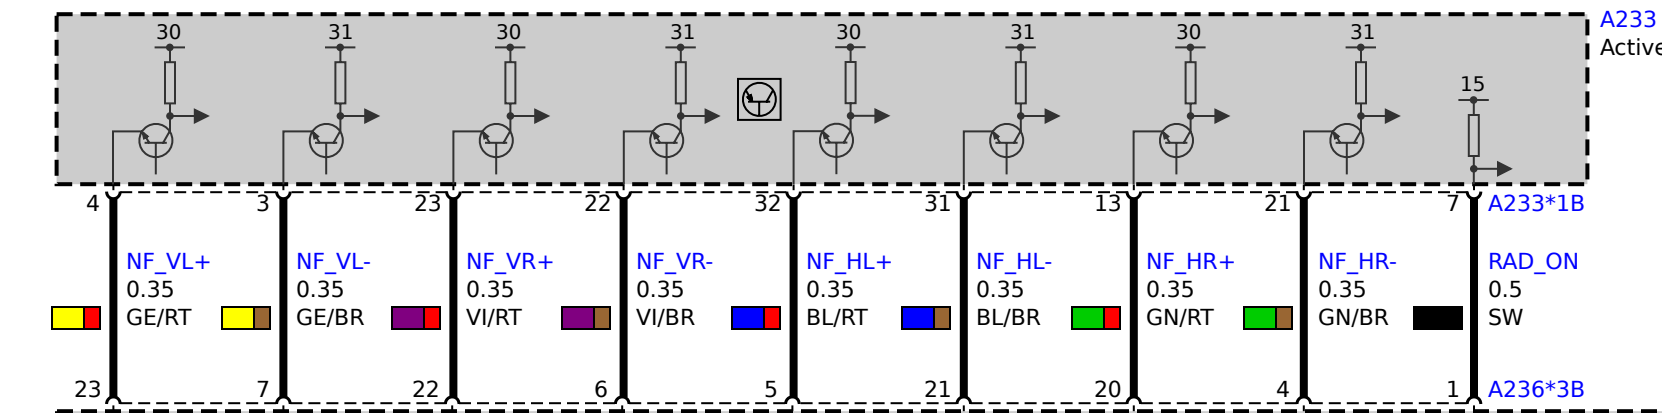 30 31 30 31 30 31 30 31 A233
Active
15
4 3 23 22 32 31 13 21 7 A233*1B
NF_VL+ NF_VL- NF_VR+ NF_VR- NF_HL+ NF_HL- NF_HR+ NF_HR- RAD_ON
0.35 0.35 0.35 0.35 0.35 0.35 0.35 0.35 0.5
GE/RT GE/BR VI/RT VI/BR BL/RT BL/BR GN/RT GN/BR SW
23 7 22 6 5 21 20 4 1 A236*3B